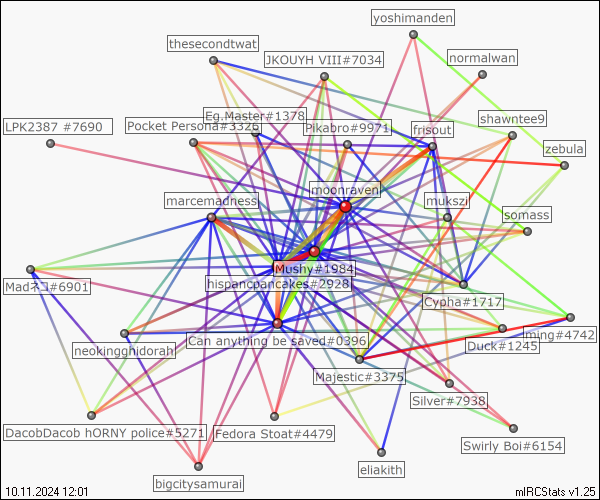 yoshimanden
thesecondtwat
JKOUYH VIII#7034
normalwan
Eg.Master#1378
shawntee9
LPK2387 #7690
Pocket Persona#3326
Pikabro#9971
frisout
zebula
moonraven
marcemadness
mukszi
somass
Mushy#1984
Madネコ#6901
hispancpancakes#2928
Cypha#1717
Can anything be saved#0396
lming#4742
neokingghidorah
Duck#1245
Majestic#3375
Silver#7938
DacobDacob hORNY police#5271
Fedora Stoat#4479
Swirly Boi#6154
eliakith
bigcitysamurai
10.11.2024 12:01
mIRCStats v1.25